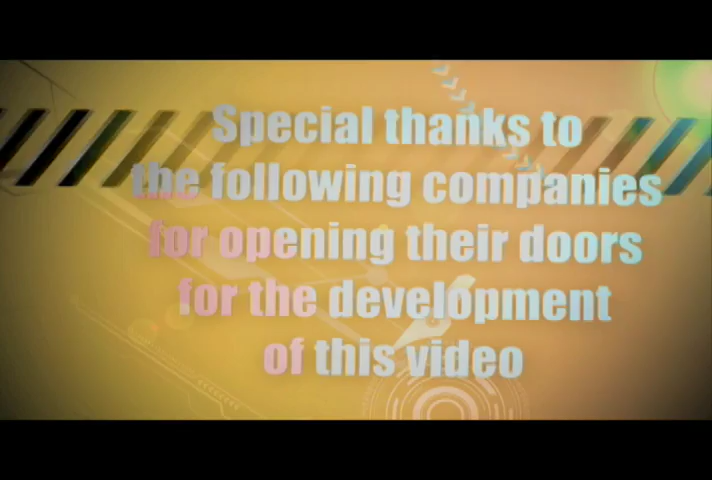 Special thanks to
the following companies
for opening their doors
for the development
of this video